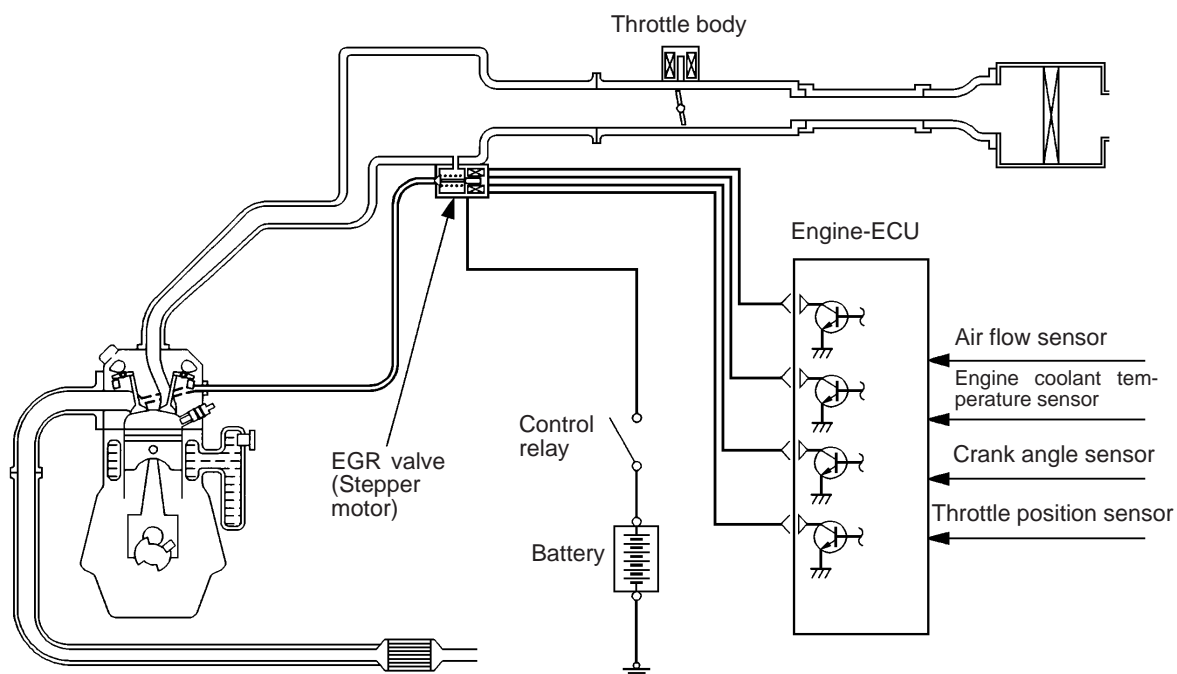 Throttle body
Engine-ECU
Air flow sensor
Engine coolant tem-
perature sensor
Crank angle sensor
Throttle position sensor
Control
relay
EGR valve
(Stepper
motor)
Battery